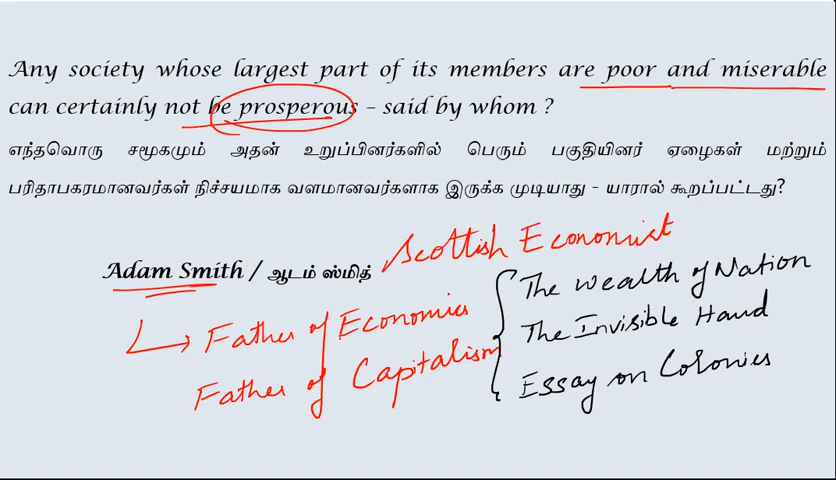 Any society whose largest part of its members are poor and miserable
can certainly not be prosperous – said by whom ?
எந்தவொரு சமூகமும் அதன் உறுப்பினர்களில் பெரும் பகுதியினர் ஏழைகள் மற்றும்
பரிதாபகரமானவர்கள் நிச்சயமாக வளமானவர்களாக இருக்க முடியாது – யாரால் கூறப்பட்டது?
Adam Smith / ஆடம் ஸ்மித் Scottish Economist
Father of Economics
Father of Capitalism
The Wealth of Nation
The Invisible Hand
Essay on Colonies